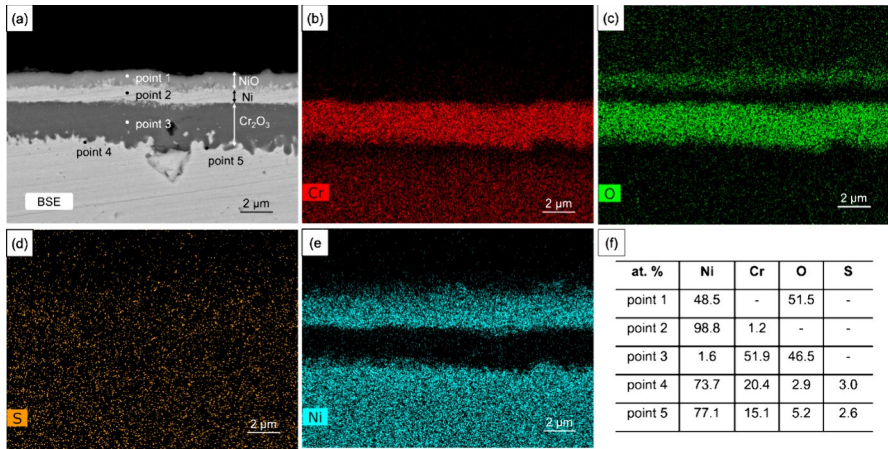 (a)
point 1
NiO
point 2
Ni
point 3
Cr₂O₃
point 4
point 5
BSE
2 µm
(b)
Cr
2 µm
(c)
O
2 µm
(d)
S
2 µm
(e)
Ni
2 µm
(f)
at. % Ni Cr O S
point 1 48.5 - 51.5 -
point 2 98.8 1.2 - -
point 3 1.6 51.9 46.5 -
point 4 73.7 20.4 2.9 3.0
point 5 77.1 15.1 5.2 2.6